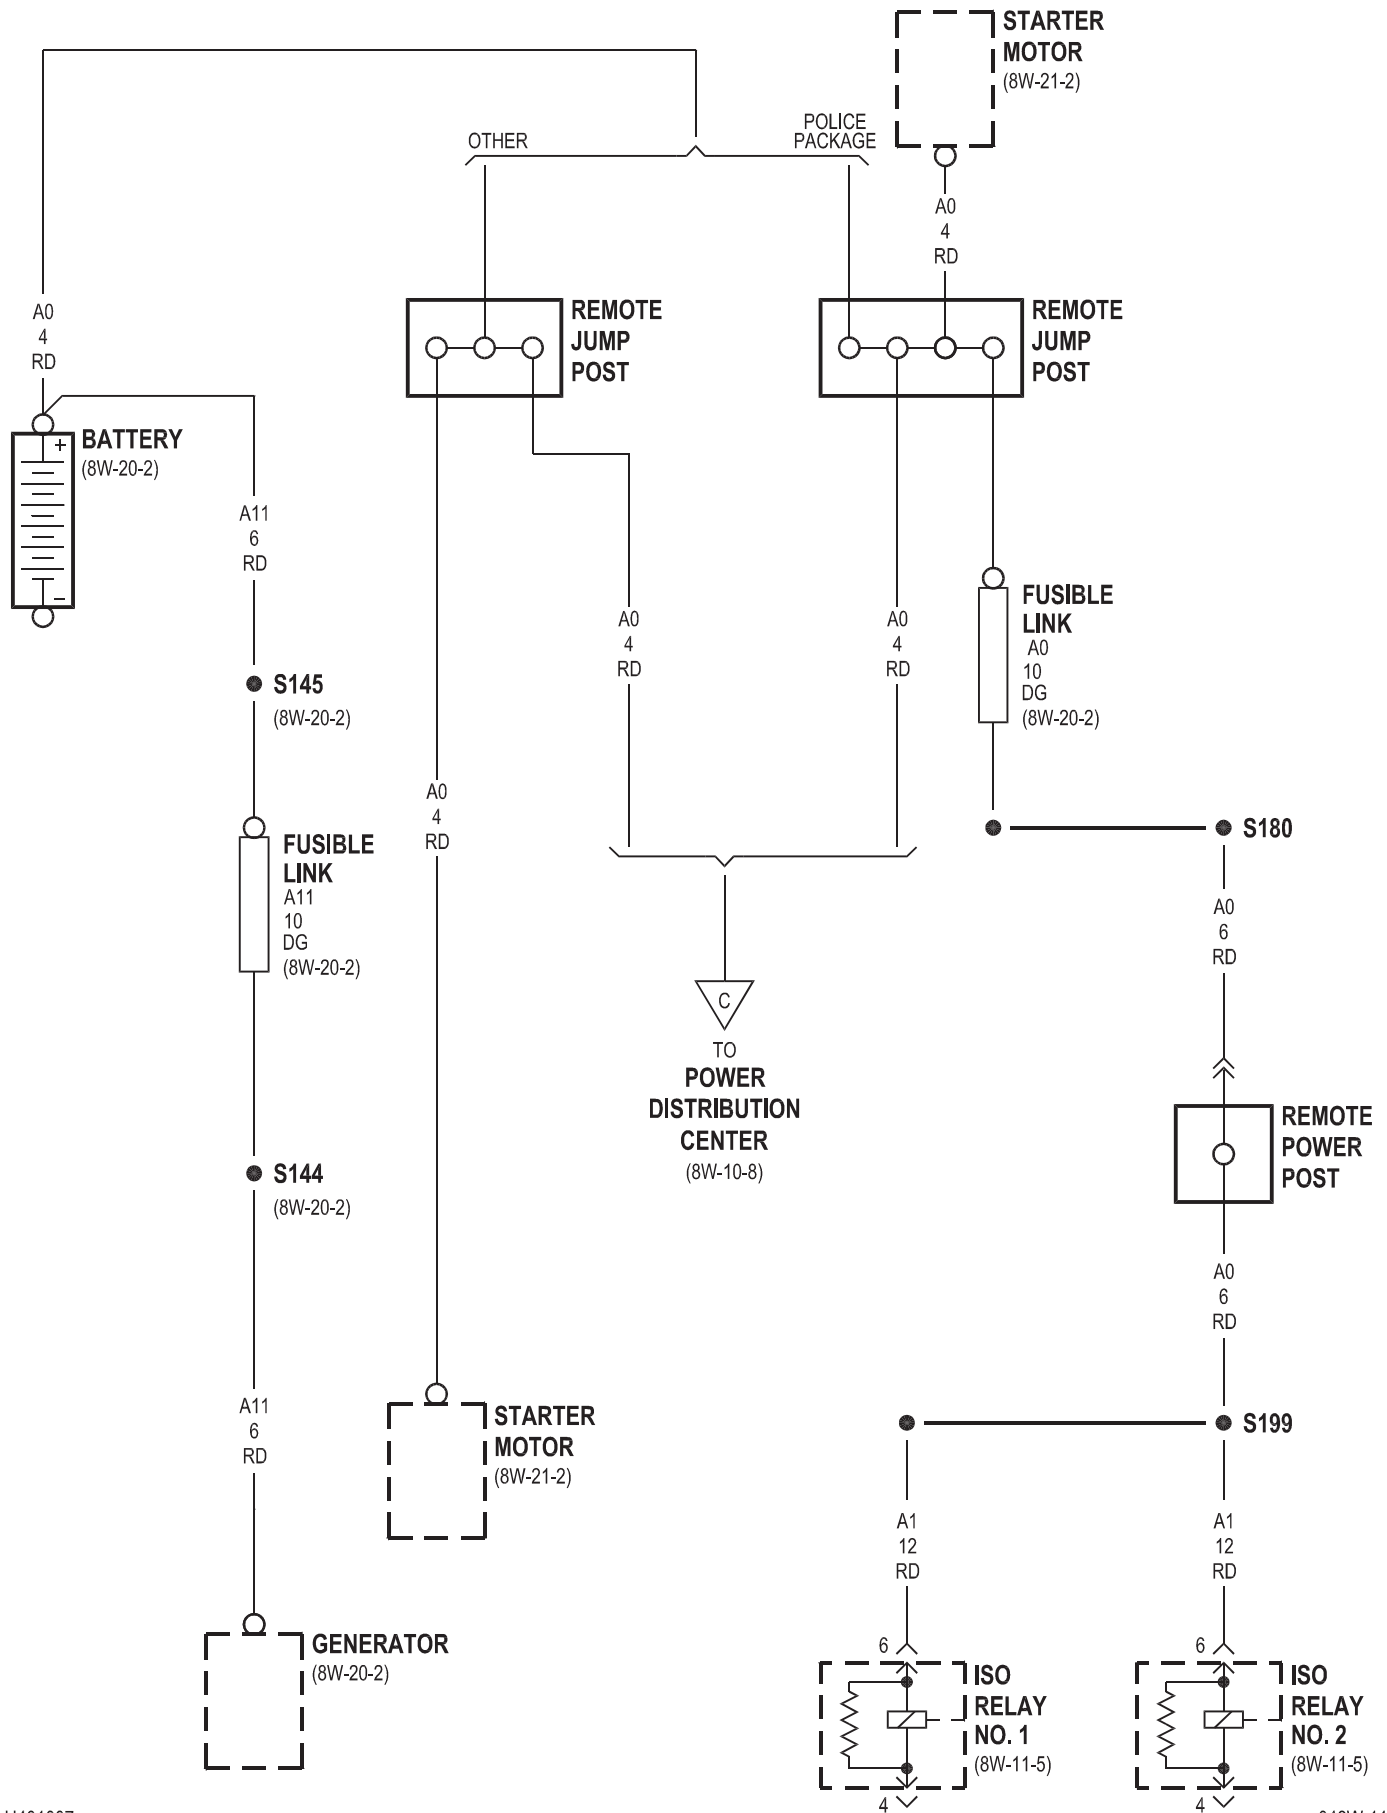 STARTER
MOTOR
(8W-21-2)
OTHER
POLICE
PACKAGE
A0
4
RD
A0
4
RD
REMOTE
JUMP
POST
REMOTE
JUMP
POST
BATTERY
(8W-20-2)
+
−
A11
6
RD
S145
(8W-20-2)
A0
4
RD
A0
4
RD
FUSIBLE
LINK
A0
10
DG
(8W-20-2)
A0
4
RD
FUSIBLE
LINK
A11
10
DG
(8W-20-2)
S180
A0
6
RD
C
TO
POWER
DISTRIBUTION
CENTER
(8W-10-8)
S144
(8W-20-2)
REMOTE
POWER
POST
A0
6
RD
A11
6
RD
STARTER
MOTOR
(8W-21-2)
S199
A1
12
RD
A1
12
RD
GENERATOR
(8W-20-2)
6
ISO
RELAY
NO. 1
(8W-11-5)
4
6
ISO
RELAY
NO. 2
(8W-11-5)
4